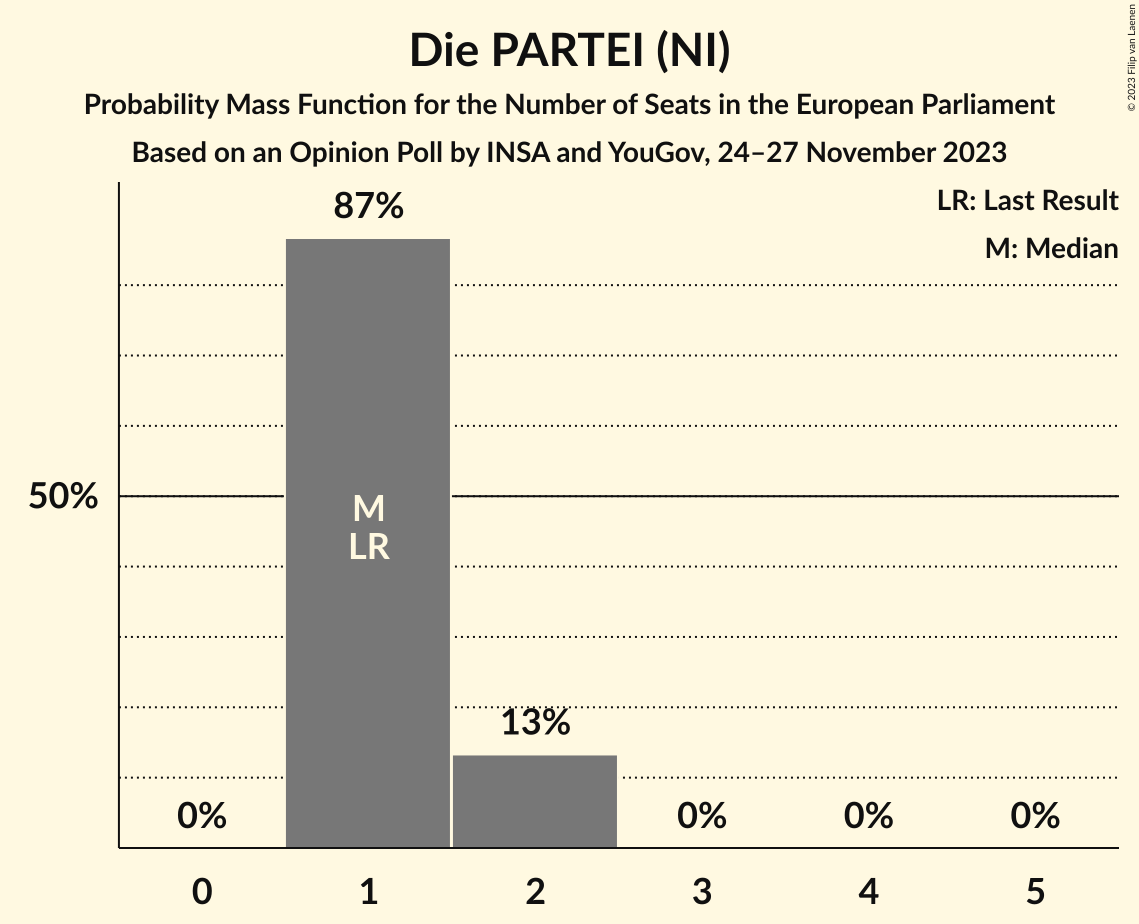 Die PARTEI (NI)
Probability Mass Function for the Number of Seats in the European Parliament
Based on an Opinion Poll by INSA and YouGov, 24–27 November 2023
© 2023 Filip van Laenen
LR: Last Result
M: Median
87%
50%
M
LR
13%
0%
0%
0%
0%
0
1
2
3
4
5